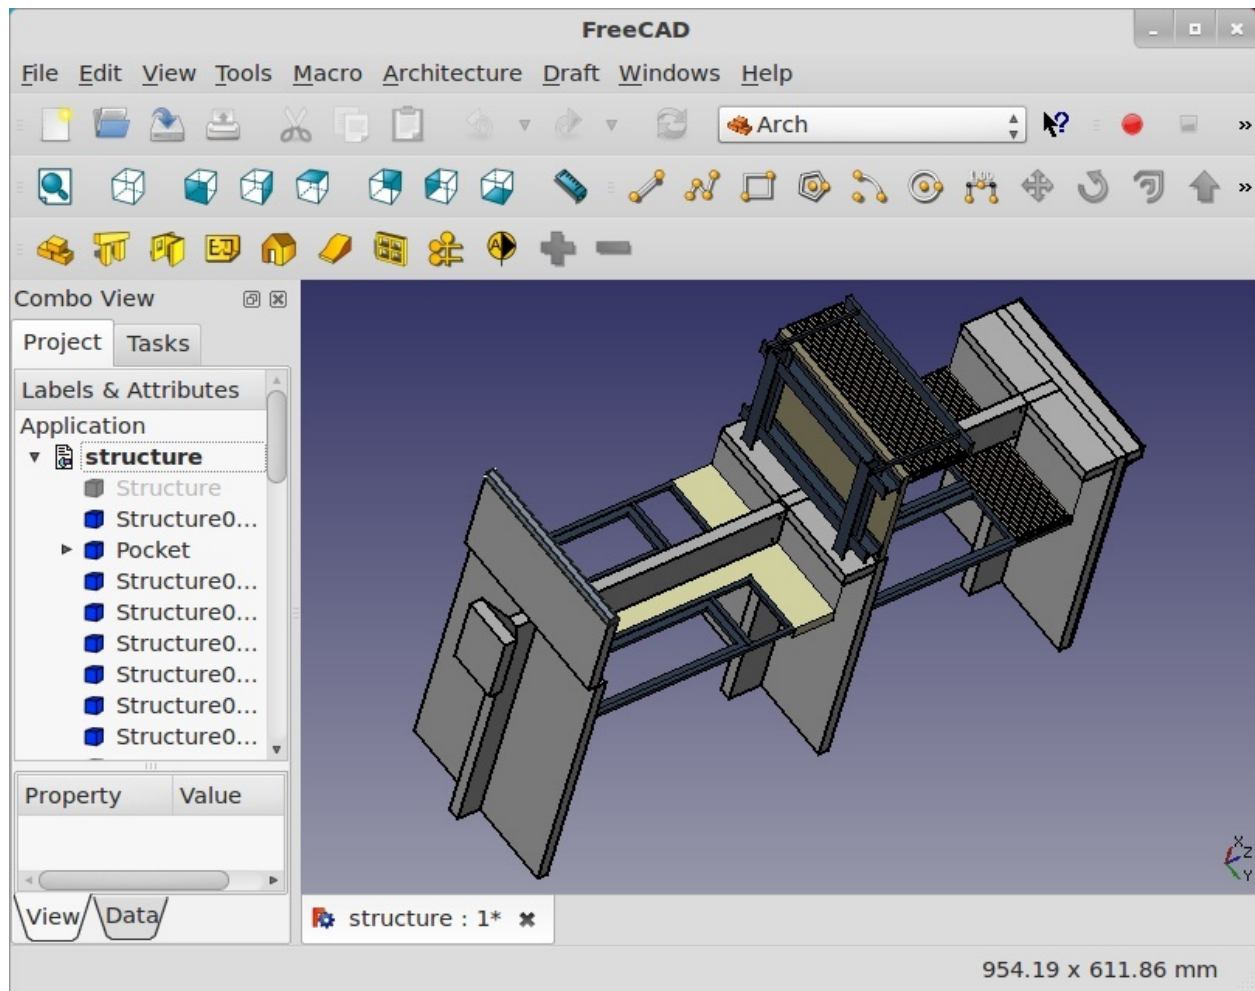 FreeCAD
File Edit View Tools Macro Architecture Draft Windows Help
Arch
Combo View
Project Tasks
Labels & Attributes
Application
structure
Structure
Structure0...
Pocket
Structure0...
Structure0...
Structure0...
Structure0...
Structure0...
Structure0...
Property Value
X
Z
Y
View Data
structure : 1*
954.19 x 611.86 mm